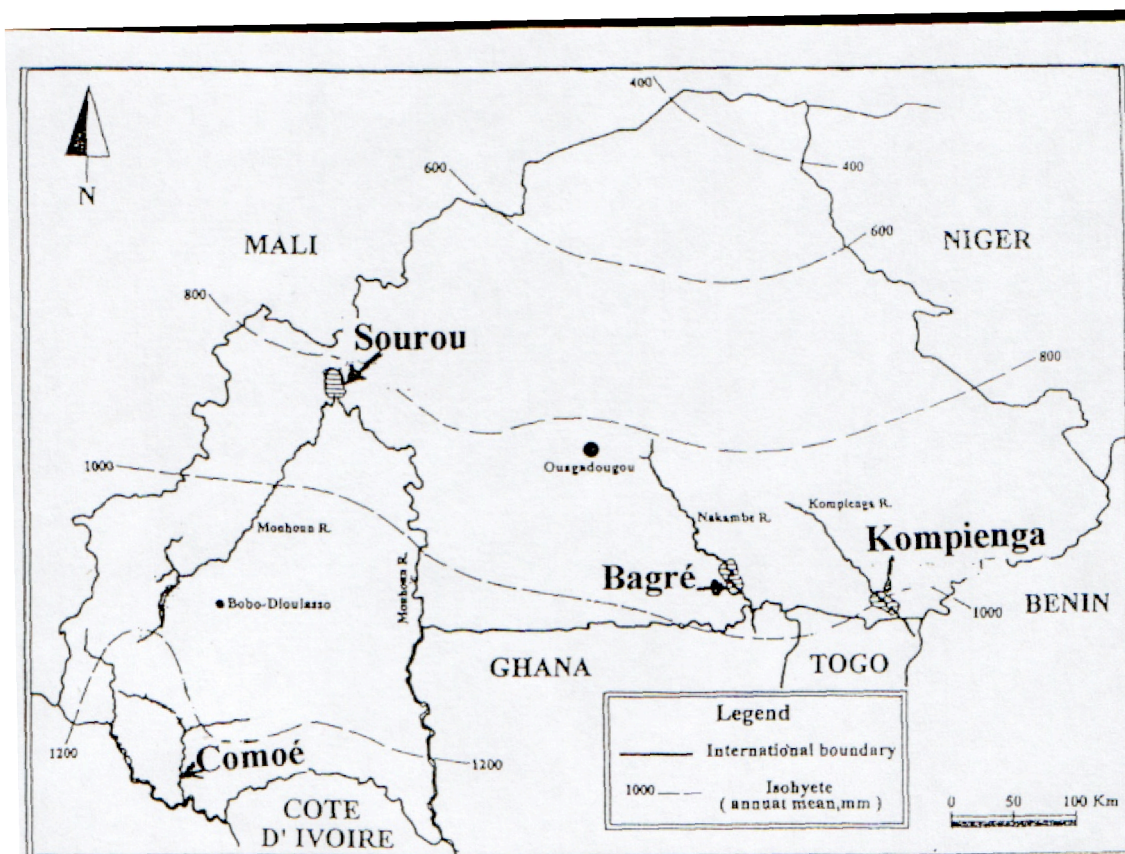 400
400
600
600
N
MALI
NIGER
800
Sourou
800
Ouagadougou
1000
Nakambe R.
Kompienga R.
Mouhoun R.
Kompienga
Mouhoun R.
Bagré
Bobo-Dioulasso
1000
BENIN
GHANA
TOGO
Legend
International boundary
1000 Isohyete
( annuat mean,mm )
1200
Comoé
1200
COTE
D' IVOIRE
0 50 100 Km